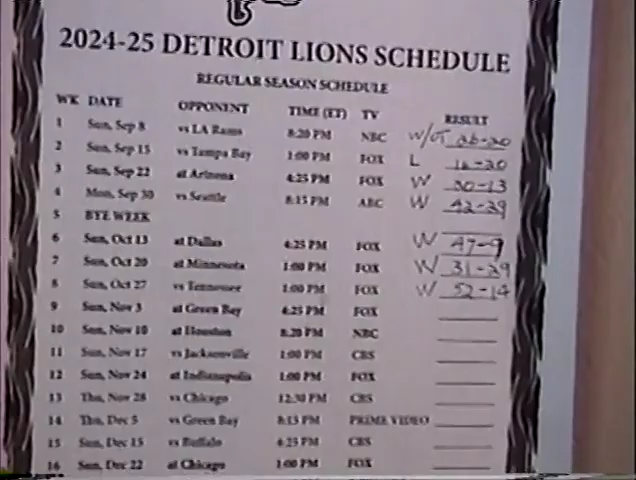 2024-25 DETROIT LIONS SCHEDULE
REGULAR SEASON SCHEDULE
WK DATE OPPONENT TIME (ET) TV RESULT
1 Sun, Sep 8 vs LA Rams 8:20 PM NBC W/OT 26-20
2 Sun, Sep 15 vs Tampa Bay 1:00 PM FOX L 16-20
3 Sun, Sep 22 at Arizona 4:25 PM FOX W 20-13
4 Mon, Sep 30 vs Seattle 8:15 PM ABC W 42-29
5 BYE WEEK
6 Sun, Oct 13 at Dallas 4:25 PM FOX W 47-9
7 Sun, Oct 20 at Minnesota 1:00 PM FOX W 31-29
8 Sun, Oct 27 vs Tennessee 1:00 PM FOX W 52-14
9 Sun, Nov 3 at Green Bay 4:25 PM FOX
10 Sun, Nov 10 at Houston 8:20 PM NBC
11 Sun, Nov 17 vs Jacksonville 1:00 PM CBS
12 Sun, Nov 24 at Indianapolis 1:00 PM FOX
13 Thu, Nov 28 vs Chicago 12:30 PM CBS
14 Thu, Dec 5 vs Green Bay 8:15 PM PRIME VIDEO
15 Sun, Dec 15 vs Buffalo 4:25 PM CBS
16 Sun, Dec 22 at Chicago 1:00 PM FOX